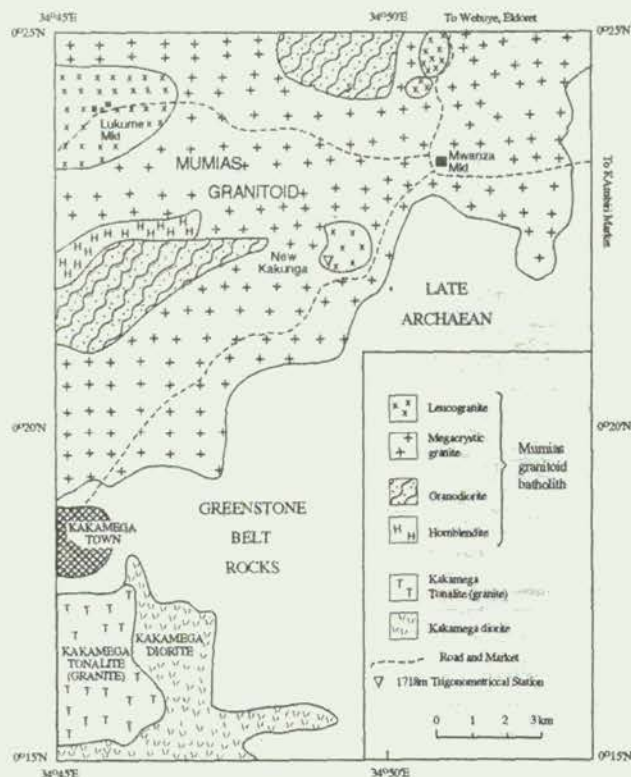 34°45'E
34°50'E
To Webuye, Eldoret
0°25'N
0°25'N
Lukume
Mkt
Mwanza
Mkt
To KAmbiri Market
MUMIAS
GRANITOID
New
Kakunga
LATE
ARCHAEAN
0°20'N
0°20'N
GREENSTONE
BELT
ROCKS
KAKAMEGA
TOWN
KAKAMEGA
DIORITE
KAKAMEGA
TONALITE
(GRANITE)
Leucogranite
Megacrystic
granite
Granodiorite
Hornblendite
Mumias
granitoid
batholith
Kakamega
Tonalite (granite)
Kakamega diorite
Road and Market
1718m Trigonometriccal Station
0 1 2 3 km
0°15'N
0°15'N
34°45'E
34°50'E